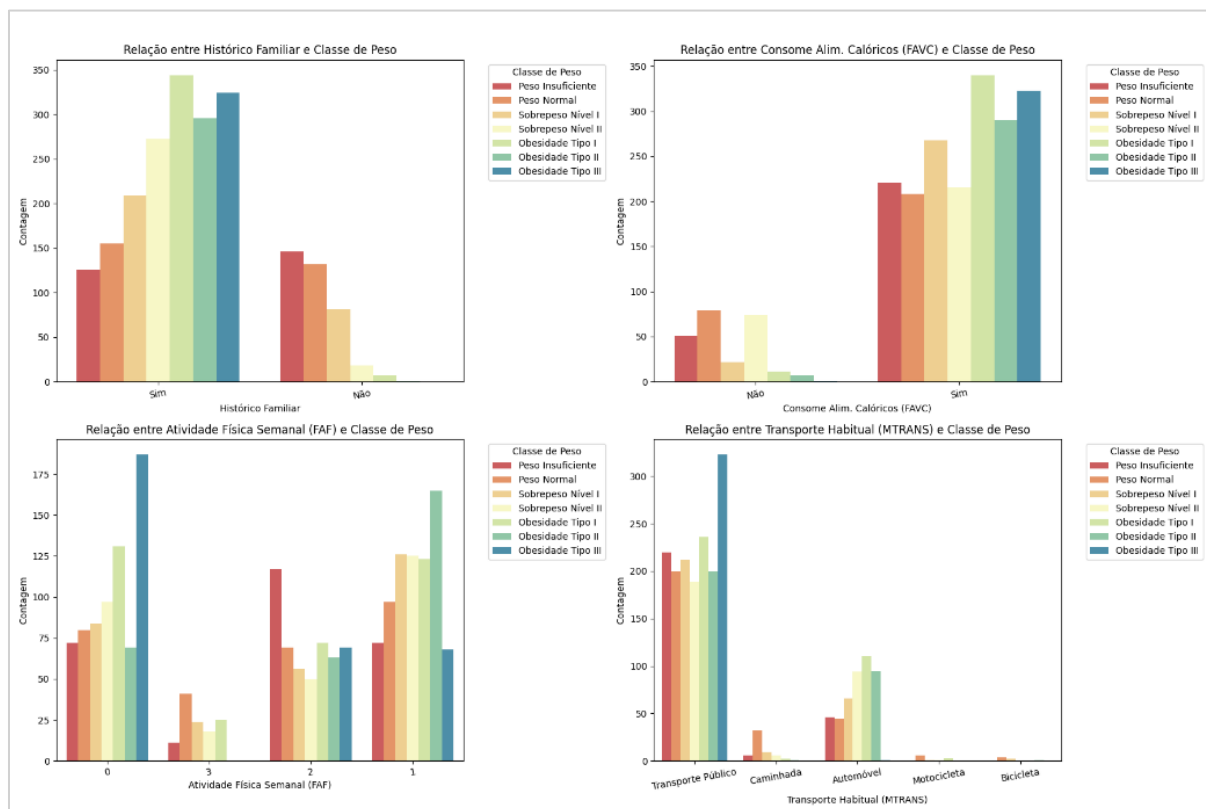 Relação entre Histórico Familiar e Classe de Peso
350
300
250
200
150
100
50
0
Contagem
Sim
Não
Histórico Familiar
Classe de Peso
Peso Insuficiente
Peso Normal
Sobrepeso Nível I
Sobrepeso Nível II
Obesidade Tipo I
Obesidade Tipo II
Obesidade Tipo III
Relação entre Consome Alim. Calóricos (FAVC) e Classe de Peso
350
300
250
200
150
100
50
0
Contagem
Não
Sim
Consome Alim. Calóricos (FAVC)
Classe de Peso
Peso Insuficiente
Peso Normal
Sobrepeso Nível I
Sobrepeso Nível II
Obesidade Tipo I
Obesidade Tipo II
Obesidade Tipo III
Relação entre Atividade Física Semanal (FAF) e Classe de Peso
175
150
125
100
75
50
25
0
Contagem
0
3
2
1
Atividade Física Semanal (FAF)
Classe de Peso
Peso Insuficiente
Peso Normal
Sobrepeso Nível I
Sobrepeso Nível II
Obesidade Tipo I
Obesidade Tipo II
Obesidade Tipo III
Relação entre Transporte Habitual (MTRANS) e Classe de Peso
300
250
200
150
100
50
0
Contagem
Transporte Público
Caminhada
Automóvel
Motocicleta
Bicicleta
Transporte Habitual (MTRANS)
Classe de Peso
Peso Insuficiente
Peso Normal
Sobrepeso Nível I
Sobrepeso Nível II
Obesidade Tipo I
Obesidade Tipo II
Obesidade Tipo III